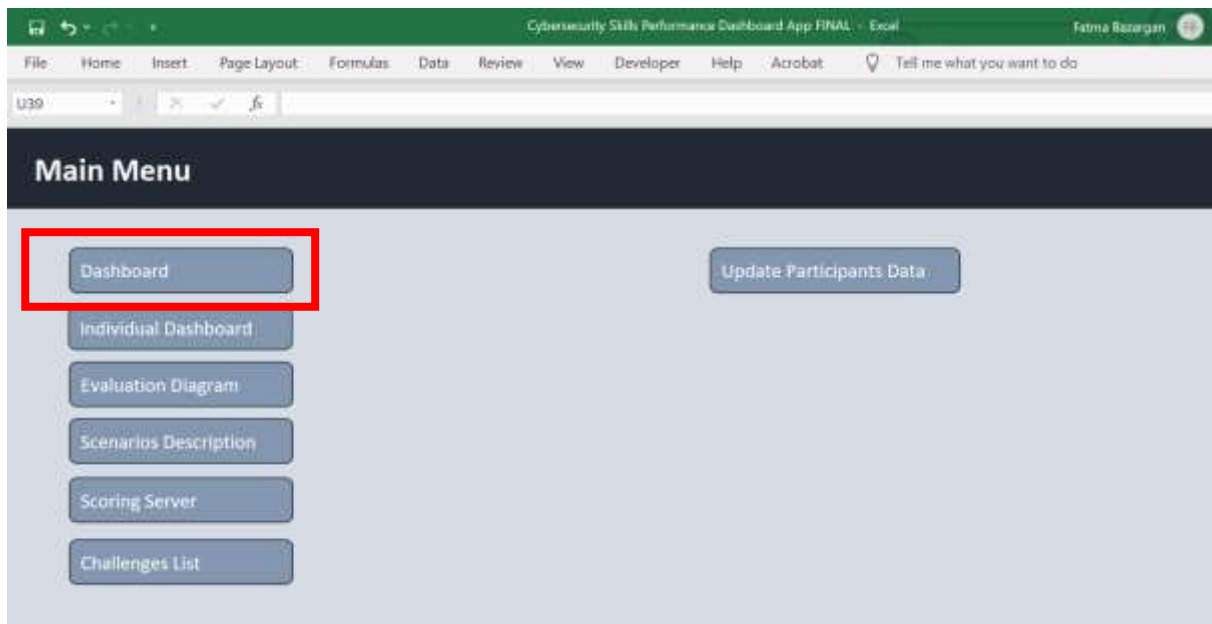 Cybersecurity Skills Performance Dashboard App FINAL - Excel
Fatma Bazargan
File Home Insert Page Layout Formulas Data Review View Developer Help Acrobat Tell me what you want to do
U39 fx
Main Menu
Dashboard
Update Participants Data
Individual Dashboard
Evaluation Diagram
Scenarios Description
Scoring Server
Challenges List